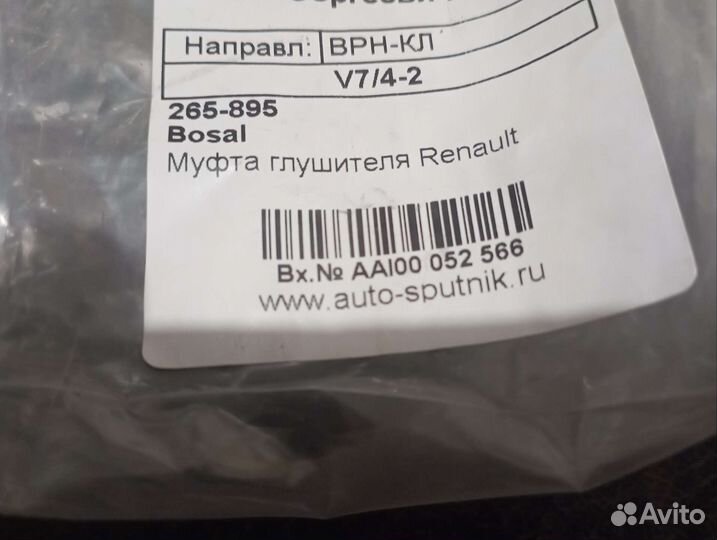 Направл: ВРН-КЛ
V7/4-2
265-895
Bosal
Муфта глушителя Renault
Вх.№ AAI00 052 566
www.auto-sputnik.ru
Avito